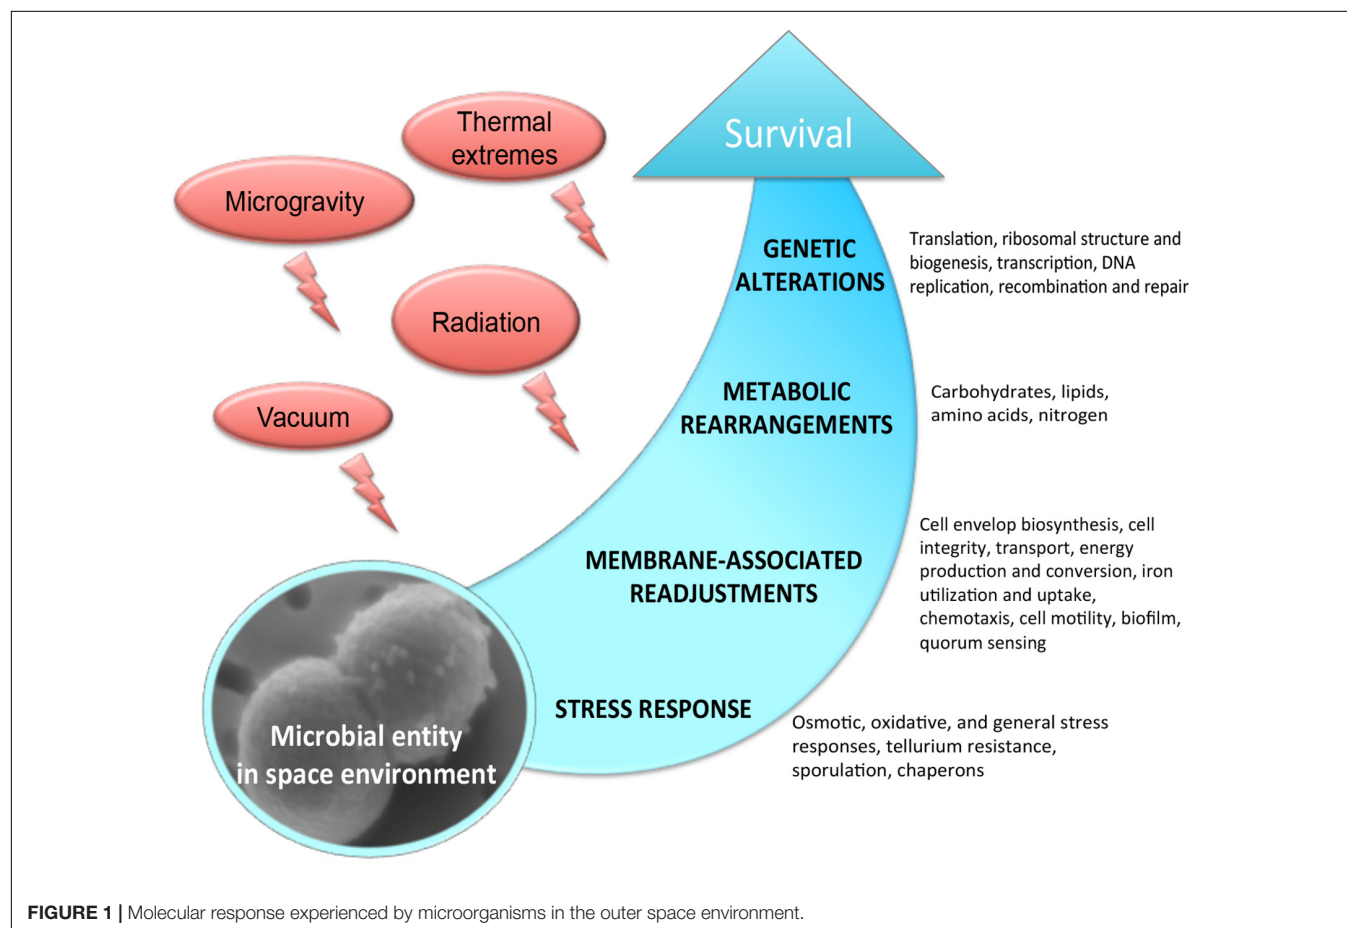 Thermal
extremes
Microgravity
Radiation
Vacuum
Survival
GENETIC
ALTERATIONS
Translation, ribosomal structure and
biogenesis, transcription, DNA
replication, recombination and repair
METABOLIC
REARRANGEMENTS
Carbohydrates, lipids,
amino acids, nitrogen
MEMBRANE-ASSOCIATED
READJUSTMENTS
Cell envelop biosynthesis, cell
integrity, transport, energy
production and conversion, iron
utilization and uptake,
chemotaxis, cell motility, biofilm,
quorum sensing
STRESS RESPONSE
Osmotic, oxidative, and general stress
responses, tellurium resistance,
sporulation, chaperons
Microbial entity
in space environment
FIGURE 1 | Molecular response experienced by microorganisms in the outer space environment.